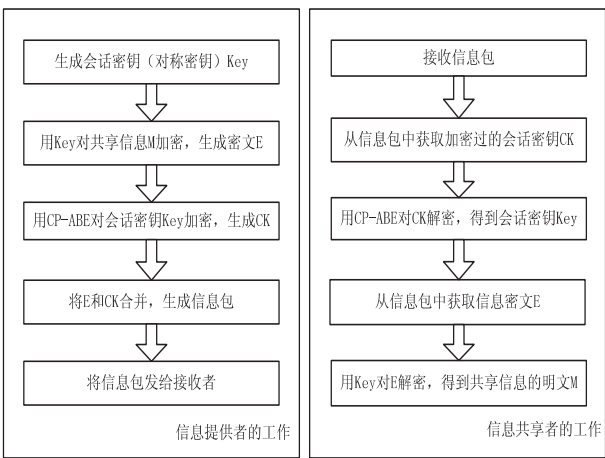 生成会话密钥（对称密钥）Key
用Key对共享信息M加密，生成密文E
用CP-ABE对会话密钥Key加密，生成CK
将E和CK合并，生成信息包
将信息包发给接收者
信息提供者的工作
接收信息包
从信息包中获取加密过的会话密钥CK
用CP-ABE对CK解密，得到会话密钥Key
从信息包中获取信息密文E
用Key对E解密，得到共享信息的明文M
信息共享者的工作